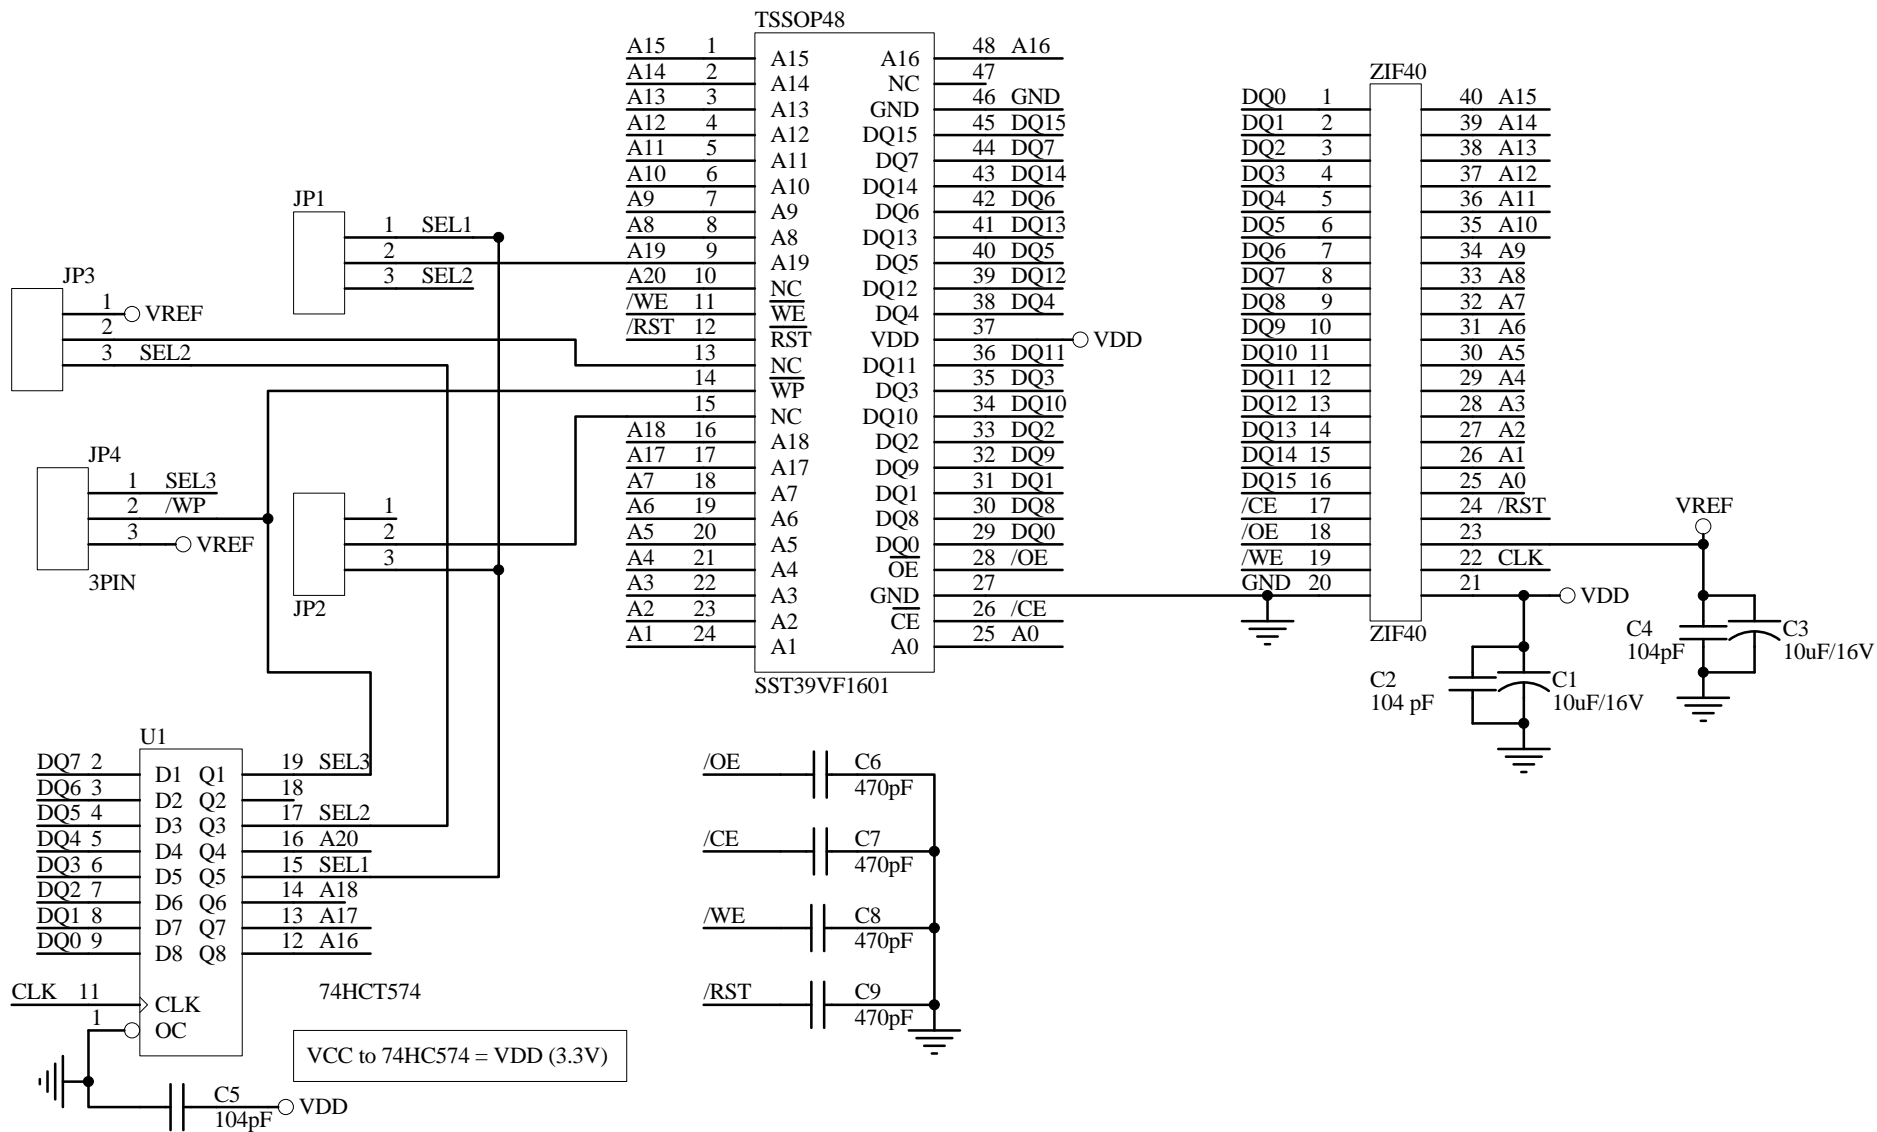 TSSOP48
A15 1 A15 A16 48 A16
A14 2 A14 NC 47
A13 3 A13 GND 46 GND
A12 4 A12 DQ15 45 DQ15
A11 5 A11 DQ7 44 DQ7
A10 6 A10 DQ14 43 DQ14
A9 7 A9 DQ6 42 DQ6
A8 8 A8 DQ13 41 DQ13
A19 9 A19 DQ5 40 DQ5
A20 10 NC DQ12 39 DQ12
/WE 11 WE DQ4 38 DQ4
/RST 12 RST VDD 37 VDD
13 NC DQ11 36 DQ11
14 WP DQ3 35 DQ3
15 NC DQ10 34 DQ10
A18 16 A18 DQ2 33 DQ2
A17 17 A17 DQ9 32 DQ9
A7 18 A7 DQ1 31 DQ1
A6 19 A6 DQ8 30 DQ8
A5 20 A5 DQ0 29 DQ0
A4 21 A4 OE 28 /OE
A3 22 A3 GND 27
A2 23 A2 CE 26 /CE
A1 24 A1 A0 25 A0
SST39VF1601
JP1
1 SEL1
2
3 SEL2
JP3
1 VREF
2
3 SEL2
JP4
1 SEL3
2 /WP
3 VREF
3PIN
1
2
3
JP2
ZIF40
DQ0 1 40 A15
DQ1 2 39 A14
DQ2 3 38 A13
DQ3 4 37 A12
DQ4 5 36 A11
DQ5 6 35 A10
DQ6 7 34 A9
DQ7 8 33 A8
DQ8 9 32 A7
DQ9 10 31 A6
DQ10 11 30 A5
DQ11 12 29 A4
DQ12 13 28 A3
DQ13 14 27 A2
DQ14 15 26 A1
DQ15 16 25 A0
/CE 17 24 /RST
/OE 18 23
/WE 19 22 CLK
GND 20 21 VDD
ZIF40
VREF
C4
104pF
C3
10uF/16V
C2
104 pF
C1
10uF/16V
U1
DQ7 2 D1 Q1 19 SEL3
DQ6 3 D2 Q2 18
DQ5 4 D3 Q3 17 SEL2
DQ4 5 D4 Q4 16 A20
DQ3 6 D5 Q5 15 SEL1
DQ2 7 D6 Q6 14 A18
DQ1 8 D7 Q7 13 A17
DQ0 9 D8 Q8 12 A16
CLK 11 CLK
1 OC
74HCT574
VCC to 74HC574 = VDD (3.3V)
C5
104pF
VDD
/OE C6
470pF
/CE C7
470pF
/WE C8
470pF
/RST C9
470pF